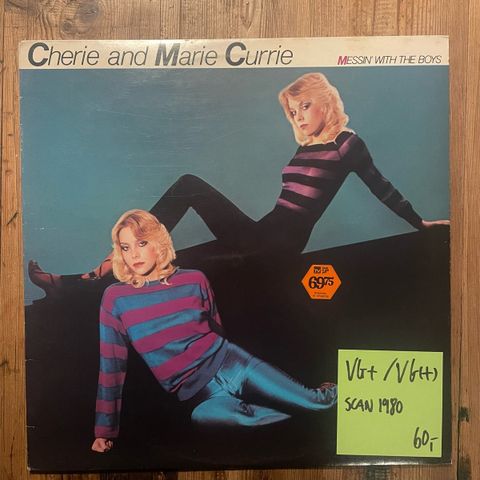 Cherie and Marie Currie
MESSIN' WITH THE BOYS
6975
VG+ / VG(+)
SCAN 1980
60,-